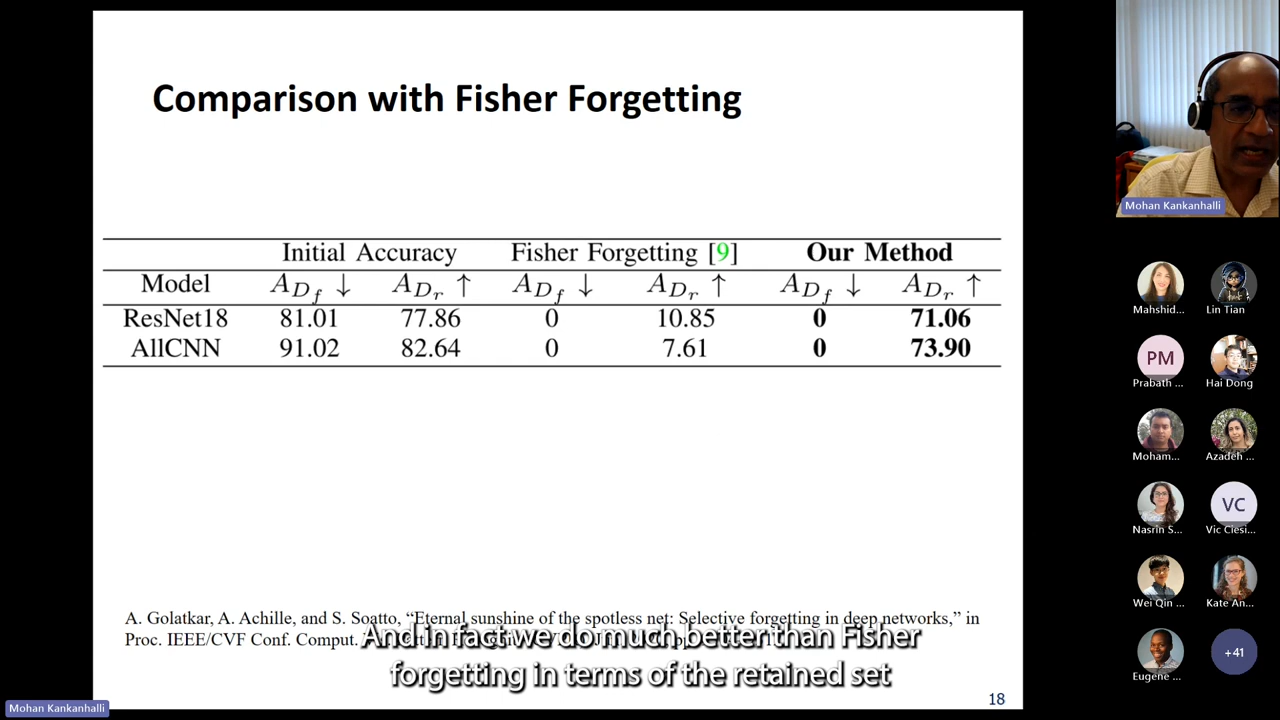 Comparison with Fisher Forgetting
Initial Accuracy Fisher Forgetting [9] Our Method
Model A_{D_f} ↓ A_{D_r} ↑ A_{D_f} ↓ A_{D_r} ↑ A_{D_f} ↓ A_{D_r} ↑
ResNet18 81.01 77.86 0 10.85 0 71.06
AllCNN 91.02 82.64 0 7.61 0 73.90
A. Golatkar, A. Achille, and S. Soatto, “Eternal sunshine of the spotless net: Selective forgetting in deep networks,” in
Proc. IEEE/CVF Conf. Comput.
And in fact we do much better than Fisher
forgetting in terms of the retained set
18
Mohan Kankanhalli
Mohan Kankanhalli
Mahshid... Lin Tian
PM
Prabath ... Hai Dong
Moham... Azadeh ...
VC
Nasrin S... Vic Ciesi...
Wei Qin ... Kate An...
+41
Eugene ...